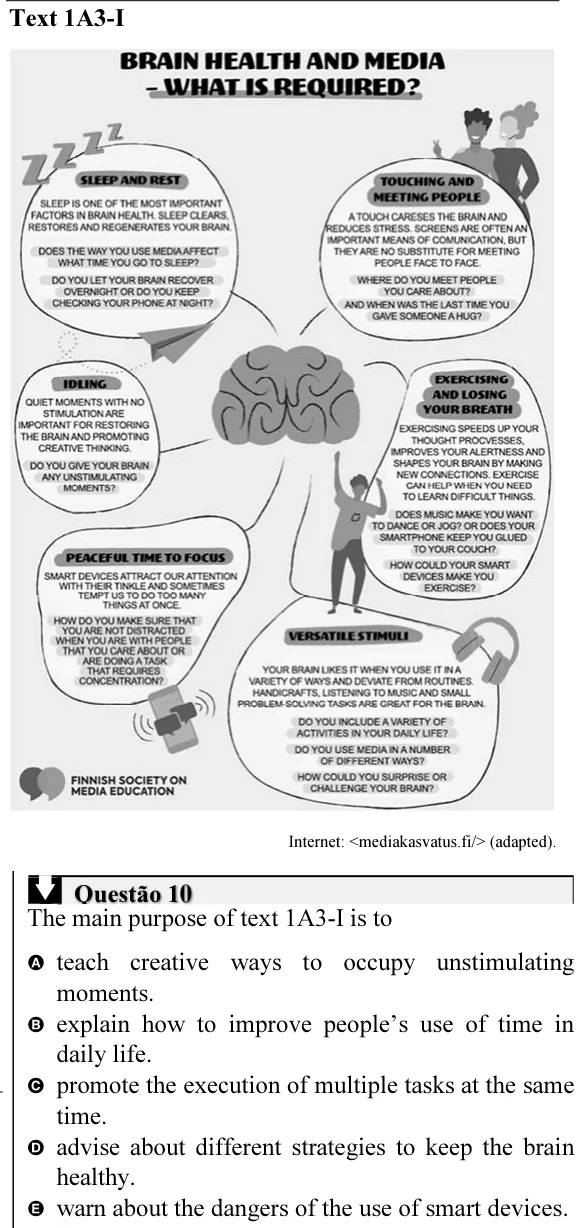 Text 1A3-I
BRAIN HEALTH AND MEDIA
- WHAT IS REQUIRED?
ZZZZ
SLEEP AND REST
SLEEP IS ONE OF THE MOST IMPORTANT
FACTORS IN BRAIN HEALTH. SLEEP CLEARS,
RESTORES AND REGENERATES YOUR BRAIN.
DOES THE WAY YOU USE MEDIA AFFECT
WHAT TIME YOU GO TO SLEEP?
DO YOU LET YOUR BRAIN RECOVER
OVERNIGHT OR DO YOU KEEP
CHECKING YOUR PHONE AT NIGHT?
TOUCHING AND
MEETING PEOPLE
A TOUCH CARESSES THE BRAIN AND
REDUCES STRESS. SCREENS ARE OFTEN AN
IMPORTANT MEANS OF COMUNICATION, BUT
THEY ARE NO SUBSTITUTE FOR MEETING
PEOPLE FACE TO FACE.
WHERE DO YOU MEET PEOPLE
YOU CARE ABOUT?
AND WHEN WAS THE LAST TIME YOU
GAVE SOMEONE A HUG?
IDLING
QUIET MOMENTS WITH NO
STIMULATION ARE
IMPORTANT FOR RESTORING
THE BRAIN AND PROMOTING
CREATIVE THINKING.
DO YOU GIVE YOUR BRAIN
ANY UNSTIMULATING
MOMENTS?
EXERCISING
AND LOSING
YOUR BREATH
EXERCISING SPEEDS UP YOUR
THOUGHT PROCVESSES,
IMPROVES YOUR ALERTNESS AND
SHAPES YOUR BRAIN BY MAKING
NEW CONNECTIONS. EXERCISE
CAN HELP WHEN YOU NEED
TO LEARN DIFFICULT THINGS.
DOES MUSIC MAKE YOU WANT
TO DANCE OR JOG? OR DOES YOUR
SMARTPHONE KEEP YOU GLUED
TO YOUR COUCH?
HOW COULD YOUR SMART
DEVICES MAKE YOU
EXERCISE?
PEACEFUL TIME TO FOCUS
SMART DEVICES ATTRACT OUR ATTENTION
WITH THEIR TINKLE AND SOMETIMES
TEMPT US TO DO TOO MANY
THINGS AT ONCE.
HOW DO YOU MAKE SURE THAT
YOU ARE NOT DISTRACTED
WHEN YOU ARE WITH PEOPLE
THAT YOU CARE ABOUT OR
ARE DOING A TASK
THAT REQUIRES
CONCENTRATION?
VERSATILE STIMULI
YOUR BRAIN LIKES IT WHEN YOU USE IT IN A
VARIETY OF WAYS AND DEVIATE FROM ROUTINES.
HANDICRAFTS, LISTENING TO MUSIC AND SMALL
PROBLEM-SOLVING TASKS ARE GREAT FOR THE BRAIN.
DO YOU INCLUDE A VARIETY OF
ACTIVITIES IN YOUR DAILY LIFE?
DO YOU USE MEDIA IN A NUMBER
OF DIFFERENT WAYS?
HOW COULD YOU SURPRISE OR
CHALLENGE YOUR BRAIN?
FINNISH SOCIETY ON
MEDIA EDUCATION
Internet: <mediakasvatus.fi/> (adapted).
Questão 10
The main purpose of text 1A3-I is to
A teach creative ways to occupy unstimulating
moments.
B explain how to improve people's use of time in
daily life.
C promote the execution of multiple tasks at the same
time.
D advise about different strategies to keep the brain
healthy.
E warn about the dangers of the use of smart devices.